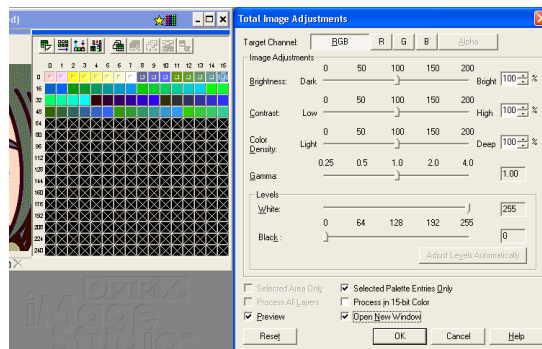 d)
0 1 2 3 4 5 6 7 8 9 10 11 12 13 14 15
0
16
32
48
64
80
96
112
128
144
160
176
192
208
224
240
OPTPiX
iMage
studio
Total Image Adjustments
Target Channel: RGB R G B Alpha
Image Adjustments
0 50 100 150 200
Brightness: Dark Bright 100 %
0 50 100 150 200
Contrast: Low High 100 %
0 50 100 150 200
Color Density: Light Deep 100 %
0.25 0.5 1.0 2.0 4.0
Gamma: 1.00
Levels
White: 255
0 64 128 192 255
Black : 0
Adjust Levels Automatically
Selected Area Only Selected Palette Entries Only
Process All Layers Process in 15-bit Color
Preview Open New Window
Reset OK Cancel Help